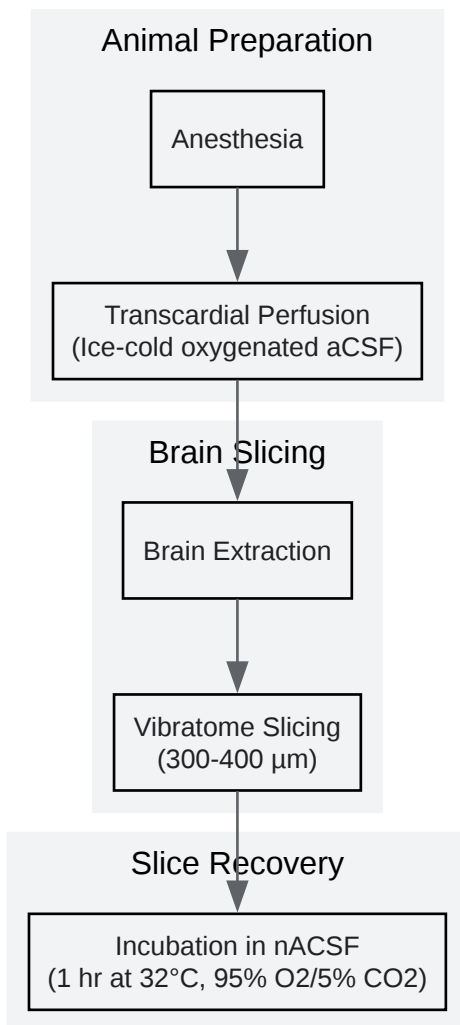 Animal Preparation
Anesthesia
Transcardial Perfusion
(Ice-cold oxygenated aCSF)
Brain Slicing
Brain Extraction
Vibratome Slicing
(300-400 µm)
Slice Recovery
Incubation in nACSF
(1 hr at 32°C, 95% O2/5% CO2)